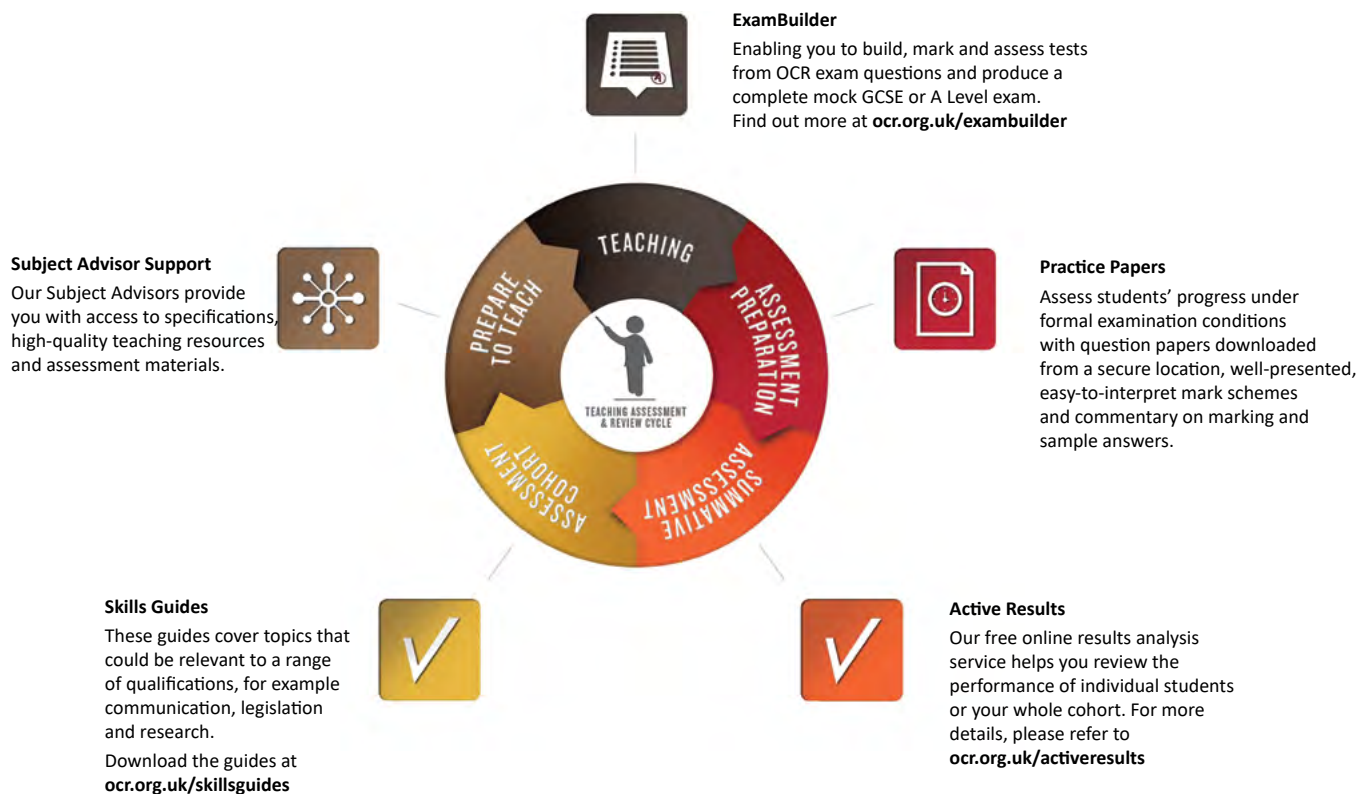 ExamBuilder
Enabling you to build, mark and assess tests
from OCR exam questions and produce a
complete mock GCSE or A Level exam.
Find out more at ocr.org.uk/exambuilder
Subject Advisor Support
Our Subject Advisors provide
you with access to specifications,
high-quality teaching resources
and assessment materials.
TEACHING
PREPARE
TO TEACH
ASSESSMENT
PREPARATION
SUMMATIVE
ASSESSMENT
ASSESSMENT
COHORT
TEACHING ASSESSMENT
& REVIEW CYCLE
Practice Papers
Assess students’ progress under
formal examination conditions
with question papers downloaded
from a secure location, well-presented,
easy-to-interpret mark schemes
and commentary on marking and
sample answers.
Skills Guides
These guides cover topics that
could be relevant to a range
of qualifications, for example
communication, legislation
and research.
Download the guides at
ocr.org.uk/skillsguides
Active Results
Our free online results analysis
service helps you review the
performance of individual students
or your whole cohort. For more
details, please refer to
ocr.org.uk/activeresults